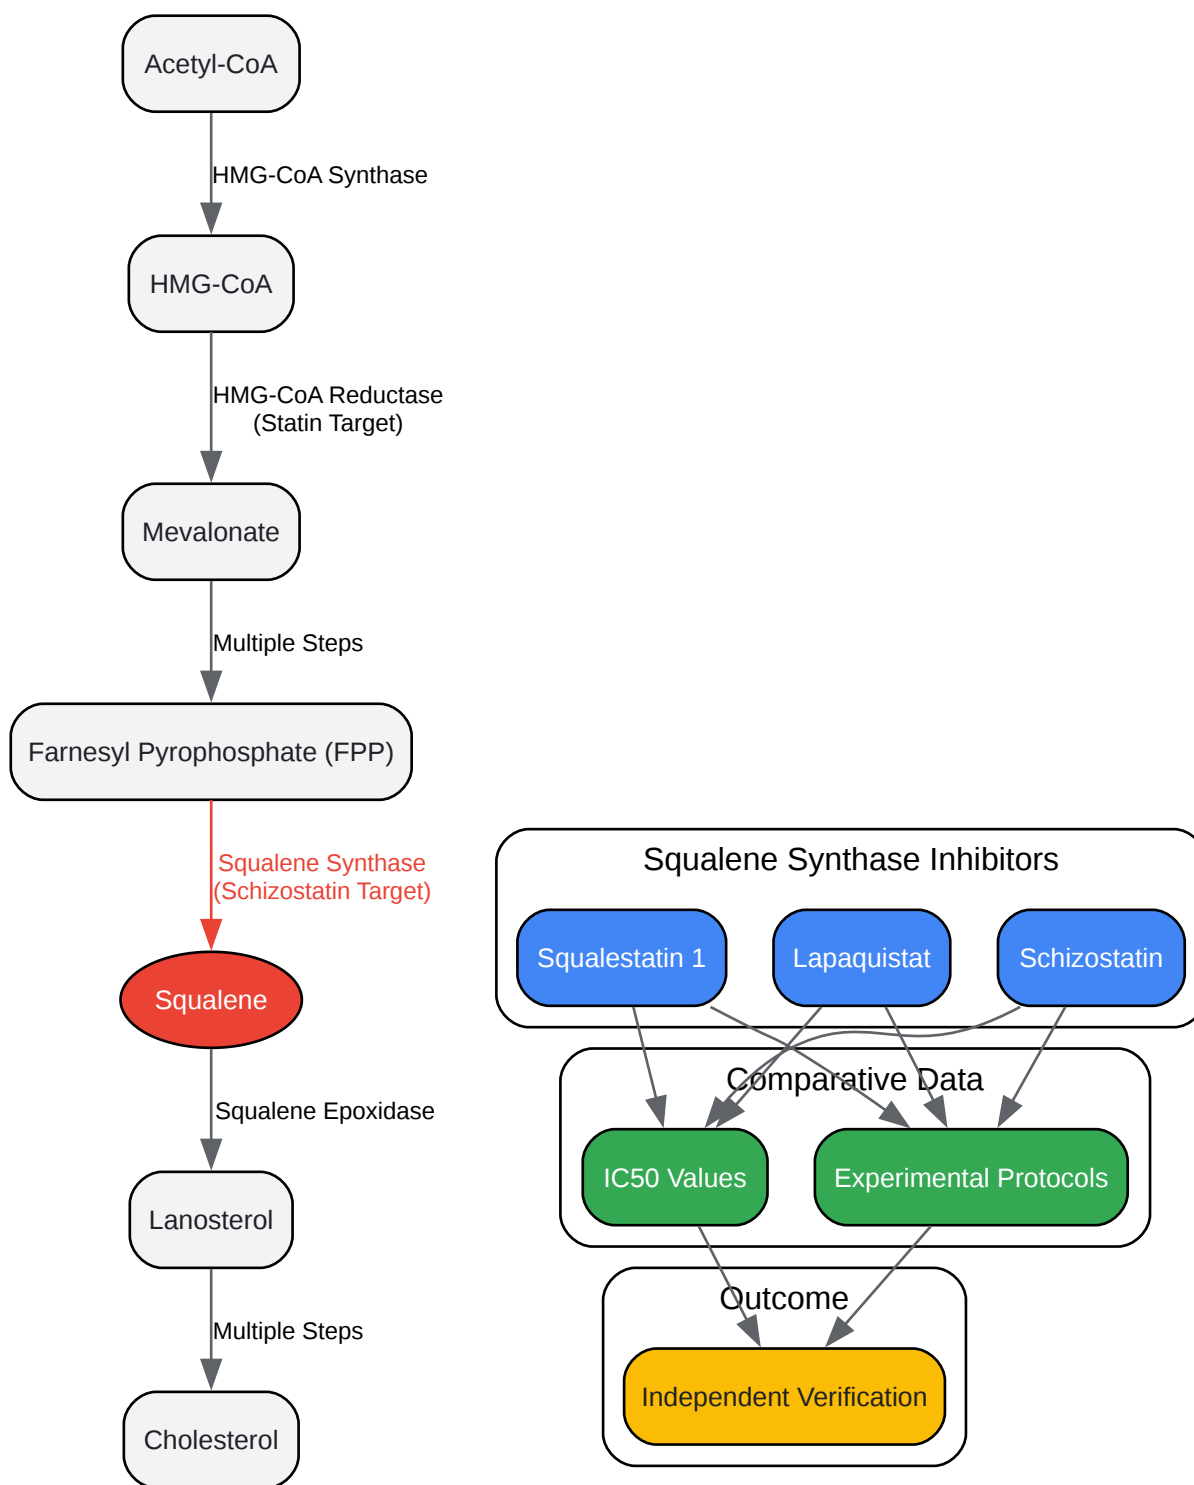 Acetyl-CoA
HMG-CoA Synthase
HMG-CoA
HMG-CoA Reductase
(Statin Target)
Mevalonate
Multiple Steps
Farnesyl Pyrophosphate (FPP)
Squalene Synthase
(Schizostatin Target)
Squalene
Squalene Epoxidase
Lanosterol
Multiple Steps
Cholesterol
Squalene Synthase Inhibitors
Squalestatin 1
Lapaquistat
Schizostatin
Comparative Data
IC50 Values
Experimental Protocols
Outcome
Independent Verification